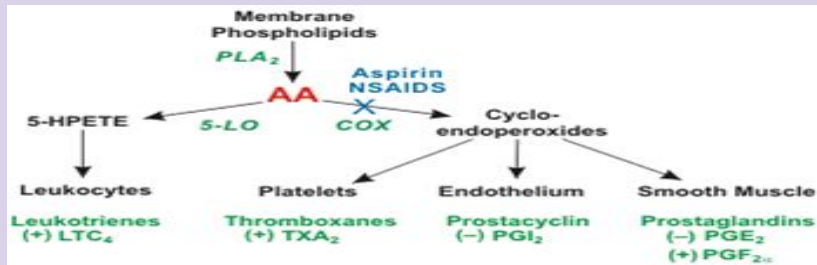 Membrane
Phospholipids
PLA₂
Aspirin
NSAIDS
AA
X
5-HPETE
5-LO
COX
Cyclo-
endoperoxides
Leukocytes
Platelets
Endothelium
Smooth Muscle
Leukotrienes
Thromboxanes
Prostacyclin
Prostaglandins
(+) LTC₄
(+) TXA₂
(–) PGI₂
(–) PGE₂
(+) PGF₂